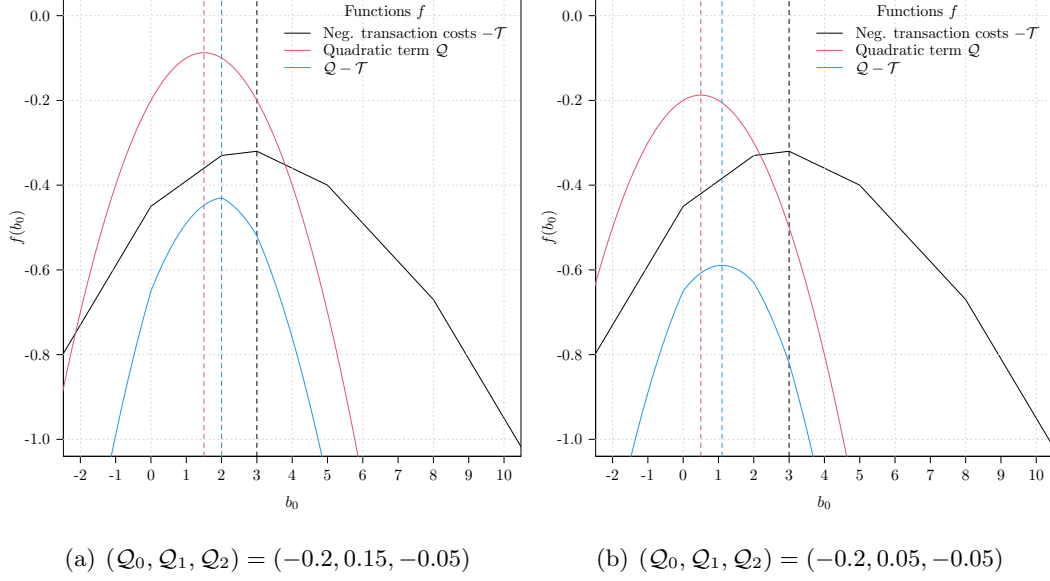 Functions f
Neg. transaction costs −𝒯
Quadratic term 𝒬
𝒬 − 𝒯
0.0
-0.2
-0.4
-0.6
-0.8
-1.0
f(b₀)
-2 -1 0 1 2 3 4 5 6 7 8 9 10
b₀
(a) (𝒬₀, 𝒬₁, 𝒬₂) = (−0.2, 0.15, −0.05)
Functions f
Neg. transaction costs −𝒯
Quadratic term 𝒬
𝒬 − 𝒯
0.0
-0.2
-0.4
-0.6
-0.8
-1.0
f(b₀)
-2 -1 0 1 2 3 4 5 6 7 8 9 10
b₀
(b) (𝒬₀, 𝒬₁, 𝒬₂) = (−0.2, 0.05, −0.05)